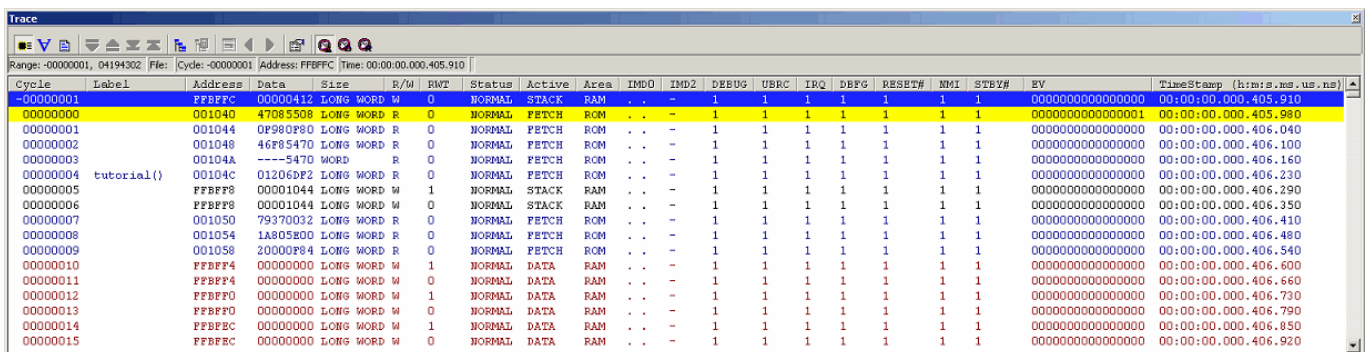 Trace
Range: -00000001, 04194302 File: Cycle: -00000001 Address: FFBFFC Time: 00:00:00.000.405.910
Cycle Label Address Data Size R/W RWT Status Active Area IMD0 IMD2 DEBUG UBRC IRQ DBFG RESET# NMI STBY# EV TimeStamp (h:m:s.ms.us.ns)
-00000001 FFBFFC 00000412 LONG WORD W 0 NORMAL STACK RAM . . - 1 1 1 1 1 1 1 0000000000000000 00:00:00.000.405.910
00000000 001040 47085508 LONG WORD R 0 NORMAL FETCH ROM . . - 1 1 1 1 1 1 1 0000000000000001 00:00:00.000.405.980
00000001 001044 0F980F80 LONG WORD R 0 NORMAL FETCH ROM . . - 1 1 1 1 1 1 1 0000000000000000 00:00:00.000.406.040
00000002 001048 46F85470 LONG WORD R 0 NORMAL FETCH ROM . . - 1 1 1 1 1 1 1 0000000000000000 00:00:00.000.406.100
00000003 00104A ----5470 WORD R 0 NORMAL FETCH ROM . . - 1 1 1 1 1 1 1 0000000000000000 00:00:00.000.406.160
00000004 tutorial() 00104C 01206DF2 LONG WORD R 0 NORMAL FETCH ROM . . - 1 1 1 1 1 1 1 0000000000000000 00:00:00.000.406.230
00000005 FFBFF8 00001044 LONG WORD W 1 NORMAL STACK RAM . . - 1 1 1 1 1 1 1 0000000000000000 00:00:00.000.406.290
00000006 FFBFF8 00001044 LONG WORD W 0 NORMAL STACK RAM . . - 1 1 1 1 1 1 1 0000000000000000 00:00:00.000.406.350
00000007 001050 79370032 LONG WORD R 0 NORMAL FETCH ROM . . - 1 1 1 1 1 1 1 0000000000000000 00:00:00.000.406.410
00000008 001054 1A805E00 LONG WORD R 0 NORMAL FETCH ROM . . - 1 1 1 1 1 1 1 0000000000000000 00:00:00.000.406.480
00000009 001058 20000F84 LONG WORD R 0 NORMAL FETCH ROM . . - 1 1 1 1 1 1 1 0000000000000000 00:00:00.000.406.540
00000010 FFBFF4 00000000 LONG WORD W 1 NORMAL DATA RAM . . - 1 1 1 1 1 1 1 0000000000000000 00:00:00.000.406.600
00000011 FFBFF4 00000000 LONG WORD W 0 NORMAL DATA RAM . . - 1 1 1 1 1 1 1 0000000000000000 00:00:00.000.406.660
00000012 FFBFF0 00000000 LONG WORD W 1 NORMAL DATA RAM . . - 1 1 1 1 1 1 1 0000000000000000 00:00:00.000.406.730
00000013 FFBFF0 00000000 LONG WORD W 0 NORMAL DATA RAM . . - 1 1 1 1 1 1 1 0000000000000000 00:00:00.000.406.790
00000014 FFBFEC 00000000 LONG WORD W 1 NORMAL DATA RAM . . - 1 1 1 1 1 1 1 0000000000000000 00:00:00.000.406.850
00000015 FFBFEC 00000000 LONG WORD W 0 NORMAL DATA RAM . . - 1 1 1 1 1 1 1 0000000000000000 00:00:00.000.406.920